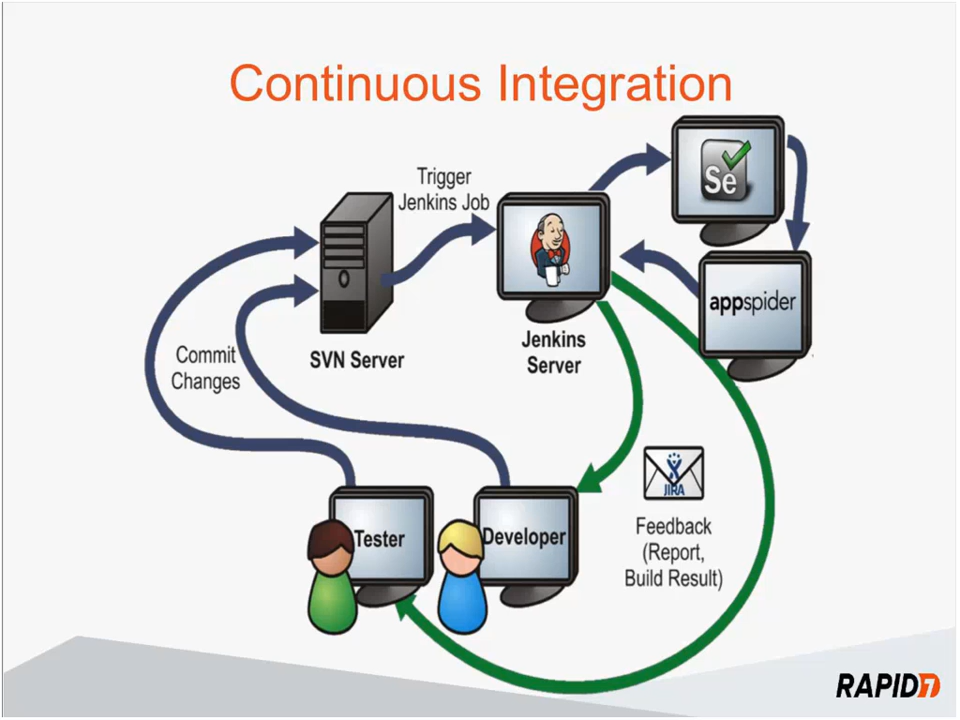 Continuous Integration
Trigger
Jenkins Job
Se
appspider
Jenkins
Server
SVN Server
Commit
Changes
JIRA
Feedback
(Report,
Build Result)
Tester
Developer
RAPID7